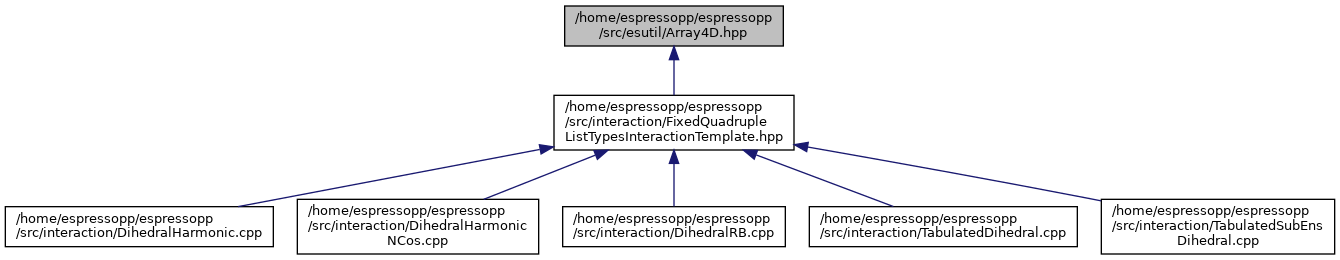 /home/espressopp/espressopp
/src/esutil/Array4D.hpp
/home/espressopp/espressopp
/src/interaction/FixedQuadruple
ListTypesInteractionTemplate.hpp
/home/espressopp/espressopp
/src/interaction/DihedralHarmonic.cpp
/home/espressopp/espressopp
/src/interaction/DihedralHarmonic
NCos.cpp
/home/espressopp/espressopp
/src/interaction/DihedralRB.cpp
/home/espressopp/espressopp
/src/interaction/TabulatedDihedral.cpp
/home/espressopp/espressopp
/src/interaction/TabulatedSubEns
Dihedral.cpp